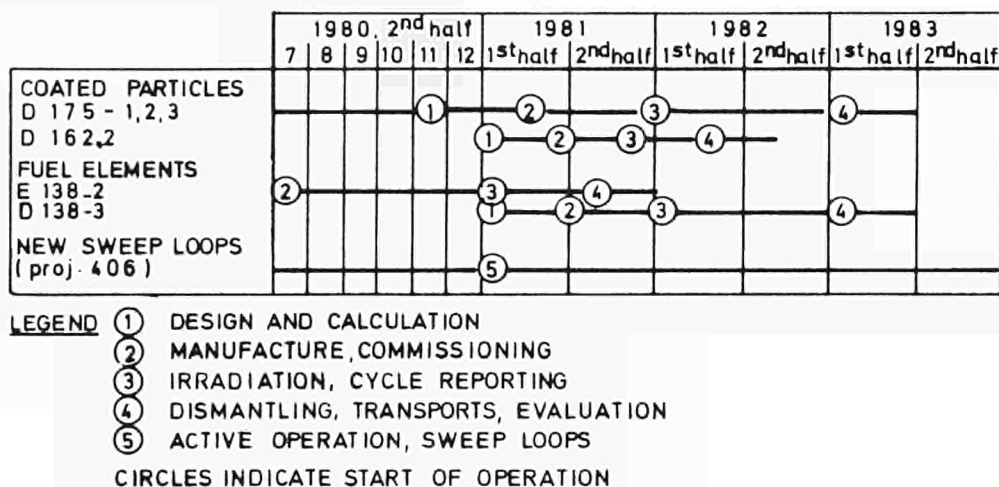 1980, 2nd half 1981 1982 1983
7 8 9 10 11 12 1st half 2nd half 1st half 2nd half 1st half 2nd half
COATED PARTICLES
D 175 - 1,2,3 1 2 3 4
D 162,2 1 2 3 4
FUEL ELEMENTS
E 138-2 2 3 4
D 138-3 1 2 3 4
NEW SWEEP LOOPS
(proj. 406) 5
LEGEND 1 DESIGN AND CALCULATION
2 MANUFACTURE, COMMISSIONING
3 IRRADIATION, CYCLE REPORTING
4 DISMANTLING, TRANSPORTS, EVALUATION
5 ACTIVE OPERATION, SWEEP LOOPS
CIRCLES INDICATE START OF OPERATION